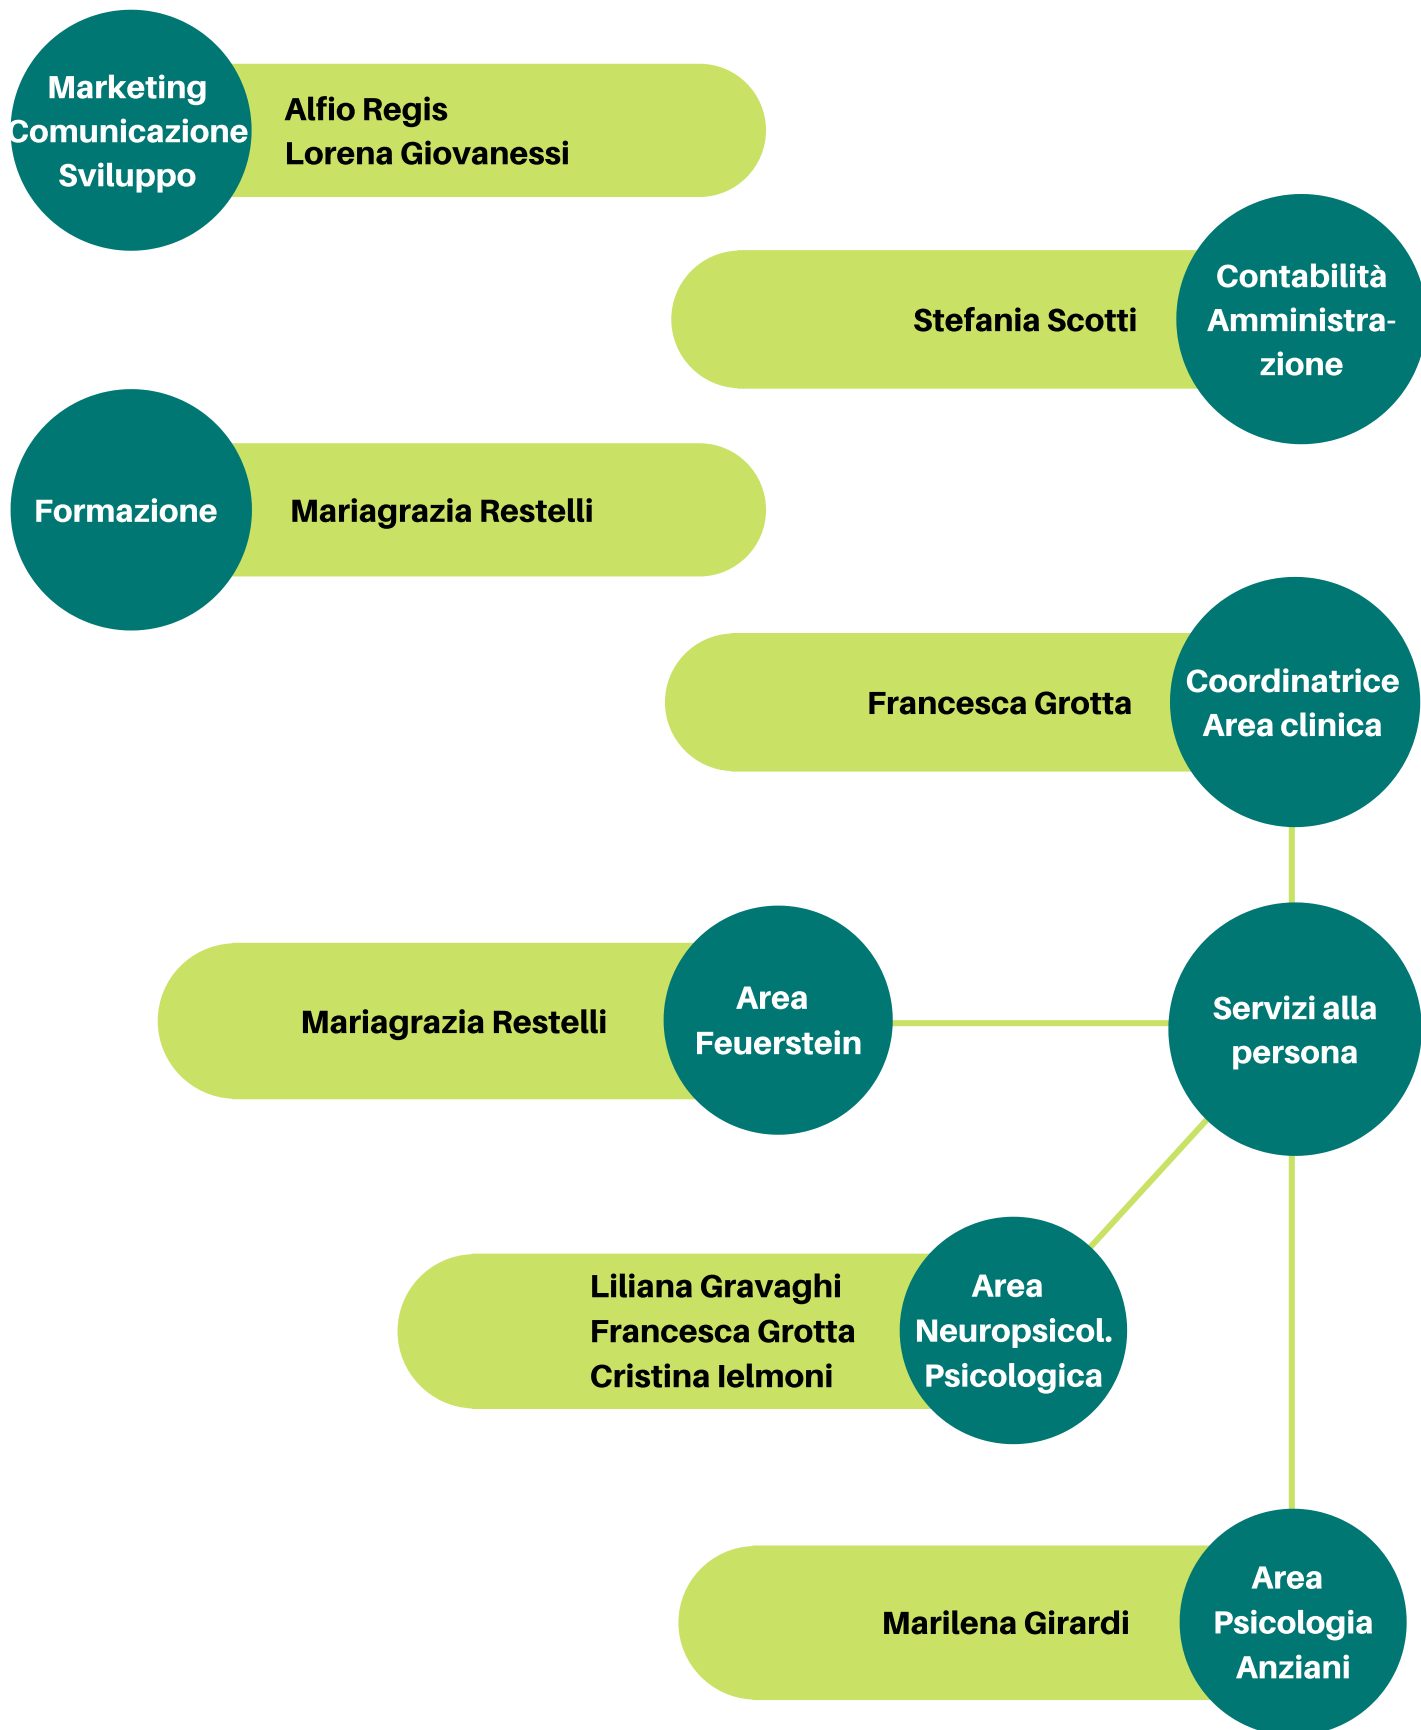 Marketing
Comunicazione
Sviluppo
Alfio Regis
Lorena Giovanessi
Stefania Scotti
Contabilità
Amministra-
zione
Formazione
Mariagrazia Restelli
Francesca Grotta
Coordinatrice
Area clinica
Mariagrazia Restelli
Area
Feuerstein
Servizi alla
persona
Liliana Gravaghi
Francesca Grotta
Cristina Ielmoni
Area
Neuropsicol.
Psicologica
Marilena Girardi
Area
Psicologia
Anziani